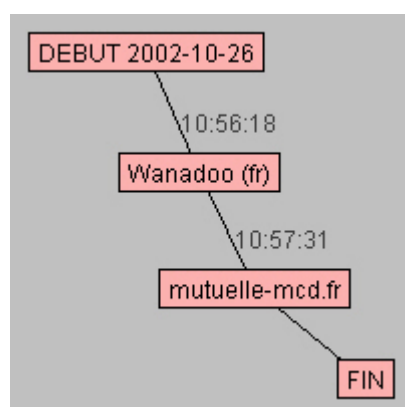 DEBUT 2002-10-26
10:56:18
Wanadoo (fr)
10:57:31
mutuelle-mcd.fr
FIN